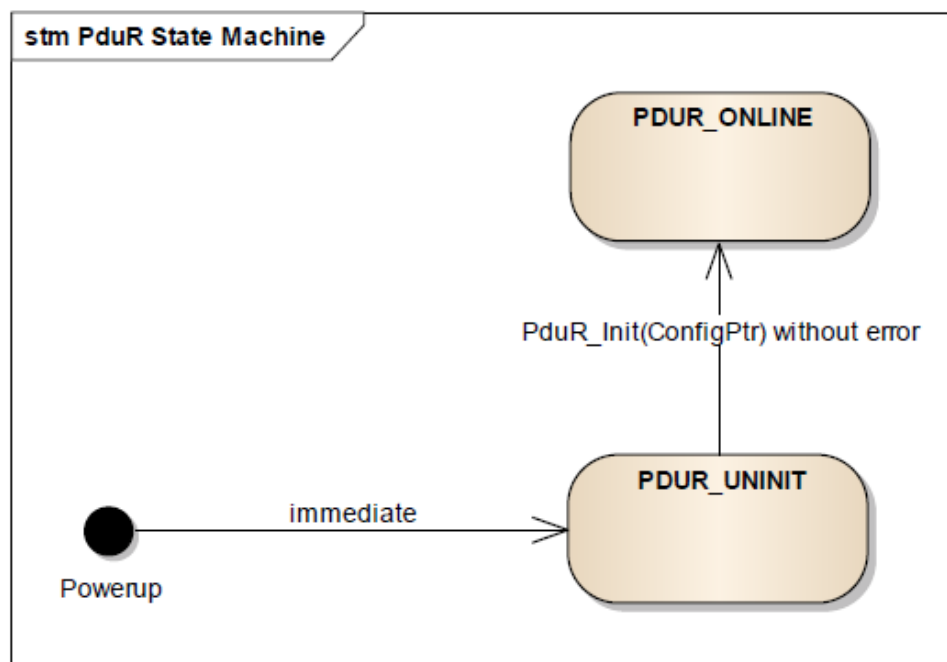 stm PduR State Machine
PDUR_ONLINE
PduR_Init(ConfigPtr) without error
PDUR_UNINIT
immediate
Powerup